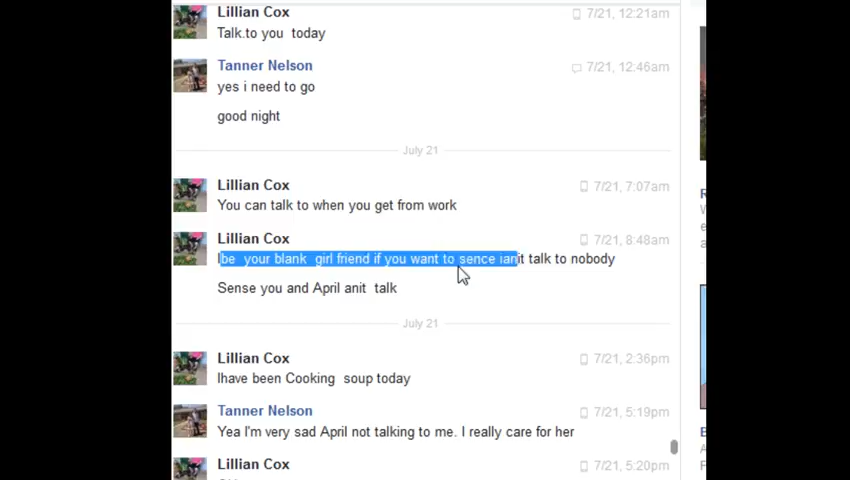 Lillian Cox
7/21, 12:21am
Talk.to you today
Tanner Nelson
7/21, 12:46am
yes i need to go
good night
July 21
Lillian Cox
7/21, 7:07am
You can talk to when you get from work
Lillian Cox
7/21, 8:48am
Ibe your blank girl friend if you want to sence ianit talk to nobody
Sense you and April anit talk
July 21
Lillian Cox
7/21, 2:36pm
Ihave been Cooking soup today
Tanner Nelson
7/21, 5:19pm
Yea I'm very sad April not talking to me. I really care for her
Lillian Cox
7/21, 5:20pm